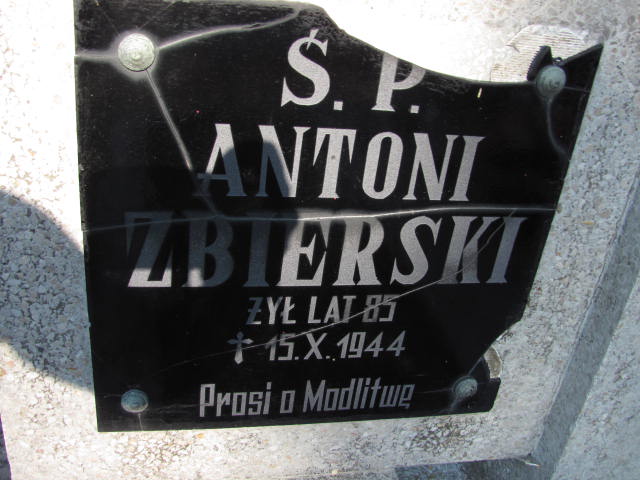 Ś. P.
ANTONI
ZBIERSKI
ŻYŁ LAT 85
✝ 15.X.1944
Prosi o Modlitwę